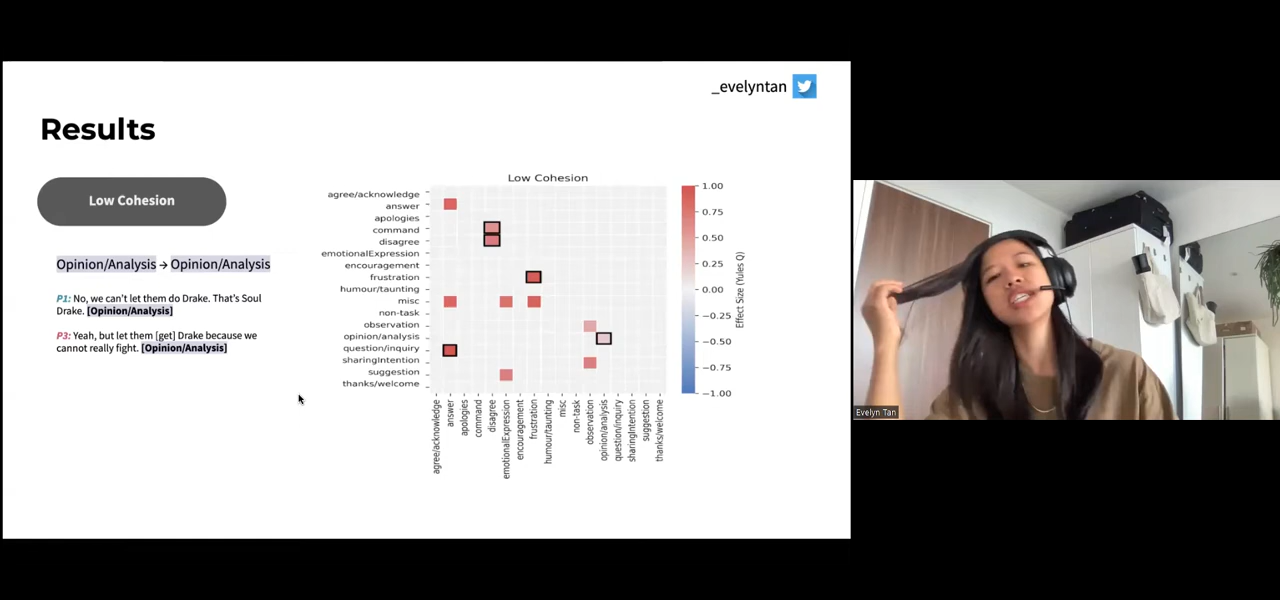 _evelyntan
Results
Low Cohesion
Opinion/Analysis → Opinion/Analysis
P1: No, we can't let them do Drake. That's Soul
Drake. [Opinion/Analysis]
P3: Yeah, but let them [get] Drake because we
cannot really fight. [Opinion/Analysis]
Low Cohesion
agree/acknowledge
answer
apologies
command
disagree
emotionalExpression
encouragement
frustration
humour/taunting
misc
non-task
observation
opinion/analysis
question/inquiry
sharingIntention
suggestion
thanks/welcome
agree/acknowledge
answer
apologies
command
disagree
emotionalExpression
encouragement
frustration
humour/taunting
misc
non-task
observation
opinion/analysis
question/inquiry
sharingIntention
suggestion
thanks/welcome
1.00
0.75
0.50
0.25
0.00
−0.25
−0.50
−0.75
−1.00
Effect Size (Yules Q)
Evelyn Tan